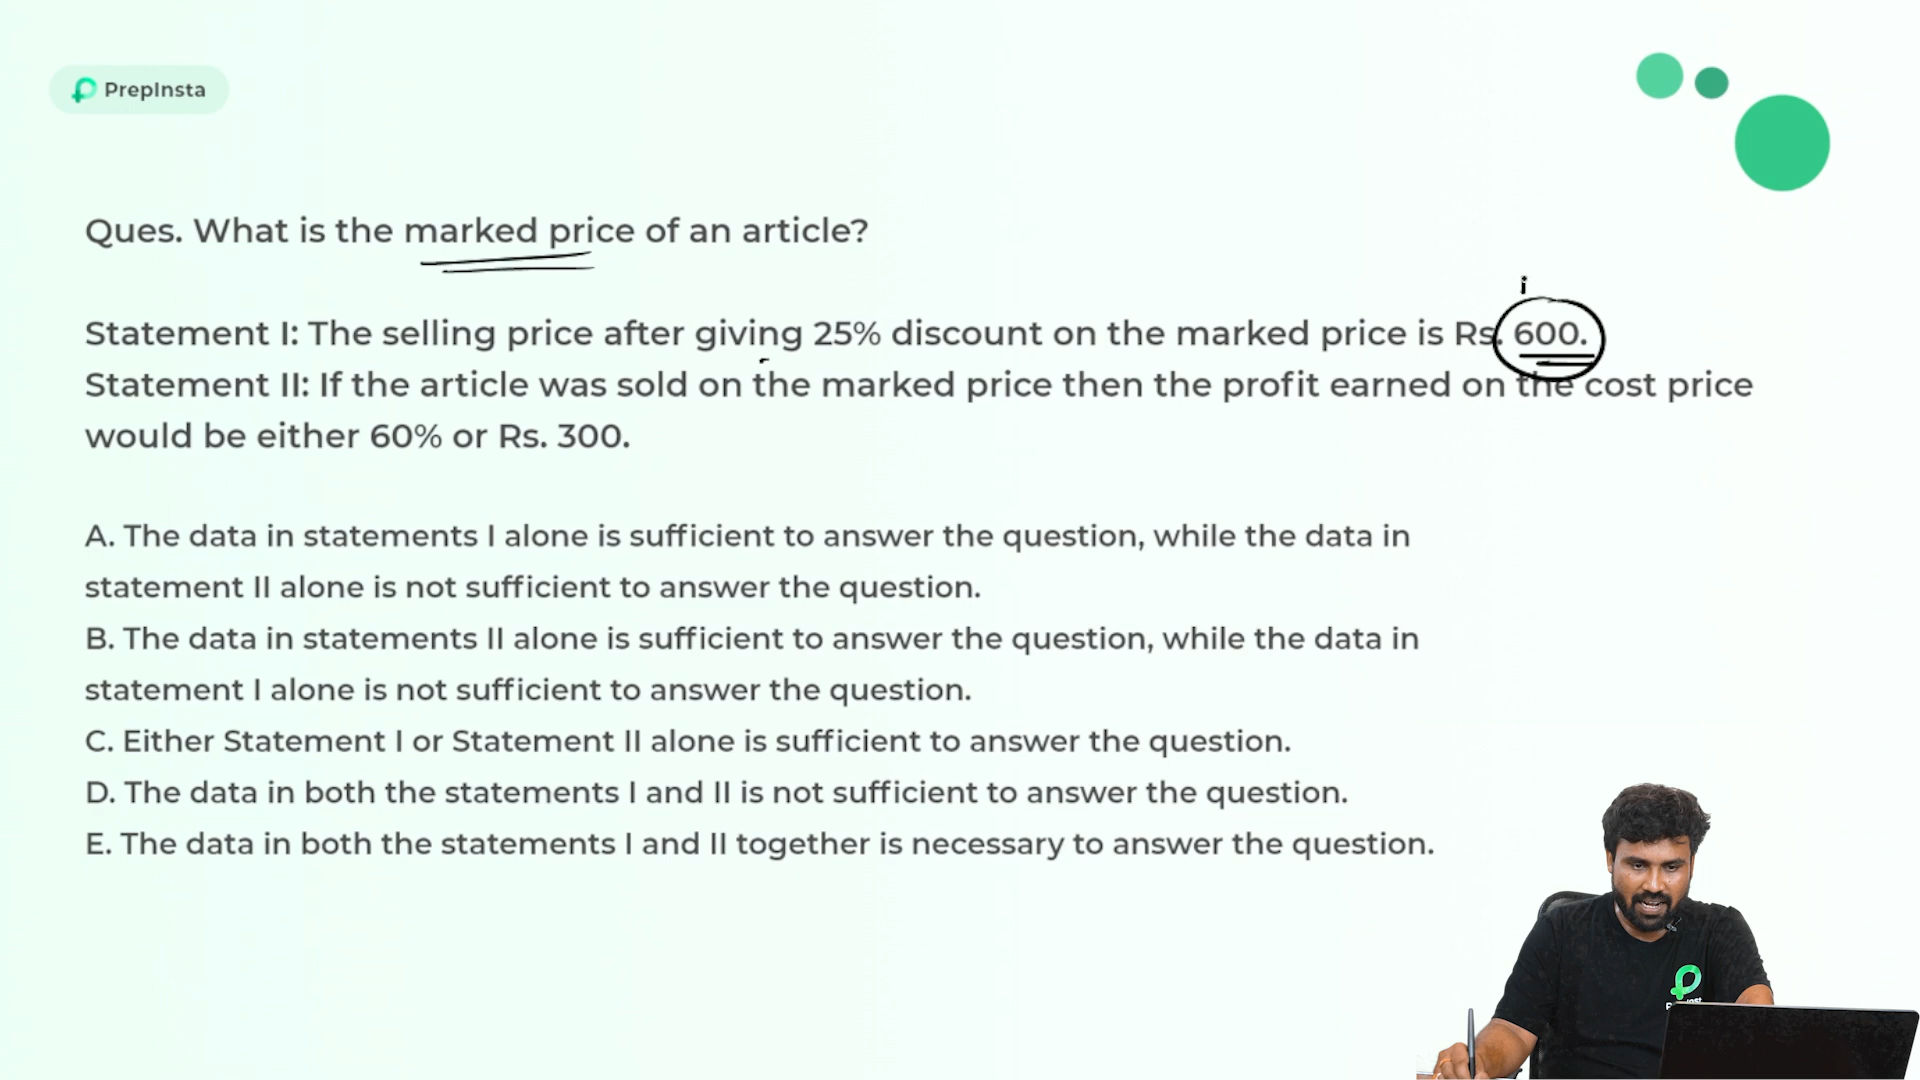 PrepInsta
Ques. What is the marked price of an article?
Statement I: The selling price after giving 25% discount on the marked price is Rs. 600.
Statement II: If the article was sold on the marked price then the profit earned on the cost price
would be either 60% or Rs. 300.
A. The data in statements I alone is sufficient to answer the question, while the data in
statement II alone is not sufficient to answer the question.
B. The data in statements II alone is sufficient to answer the question, while the data in
statement I alone is not sufficient to answer the question.
C. Either Statement I or Statement II alone is sufficient to answer the question.
D. The data in both the statements I and II is not sufficient to answer the question.
E. The data in both the statements I and II together is necessary to answer the question.